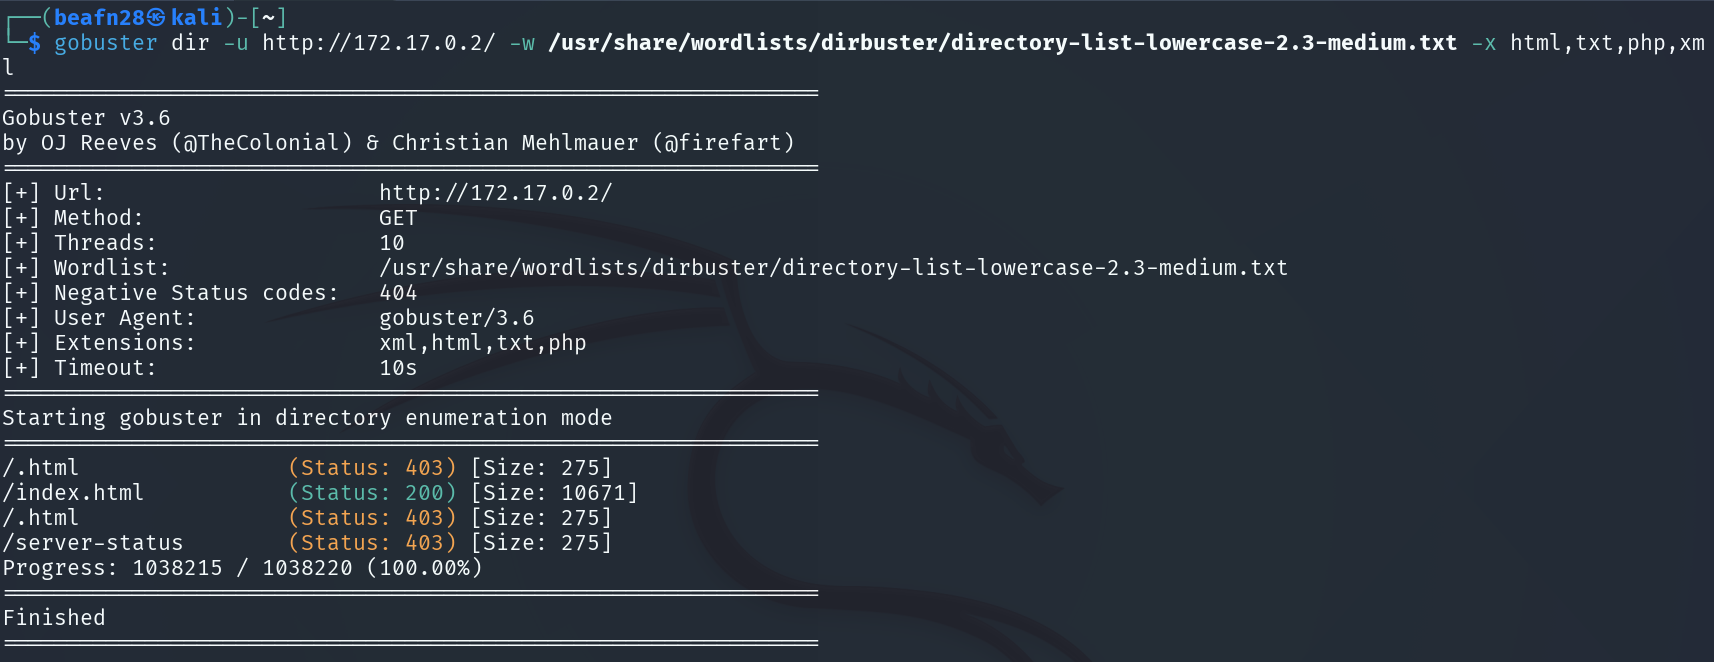 ┌──(beafn28㉿kali)-[~]
└─$ gobuster dir -u http://172.17.0.2/ -w /usr/share/wordlists/dirbuster/directory-list-lowercase-2.3-medium.txt -x html,txt,php,xm
l
===============================================================
Gobuster v3.6
by OJ Reeves (@TheColonial) & Christian Mehlmauer (@firefart)
===============================================================
[+] Url:                     http://172.17.0.2/
[+] Method:                  GET
[+] Threads:                 10
[+] Wordlist:                /usr/share/wordlists/dirbuster/directory-list-lowercase-2.3-medium.txt
[+] Negative Status codes:   404
[+] User Agent:              gobuster/3.6
[+] Extensions:              xml,html,txt,php
[+] Timeout:                 10s
===============================================================
Starting gobuster in directory enumeration mode
===============================================================
/.html                (Status: 403) [Size: 275]
/index.html           (Status: 200) [Size: 10671]
/.html                (Status: 403) [Size: 275]
/server-status        (Status: 403) [Size: 275]
Progress: 1038215 / 1038220 (100.00%)
===============================================================
Finished
===============================================================